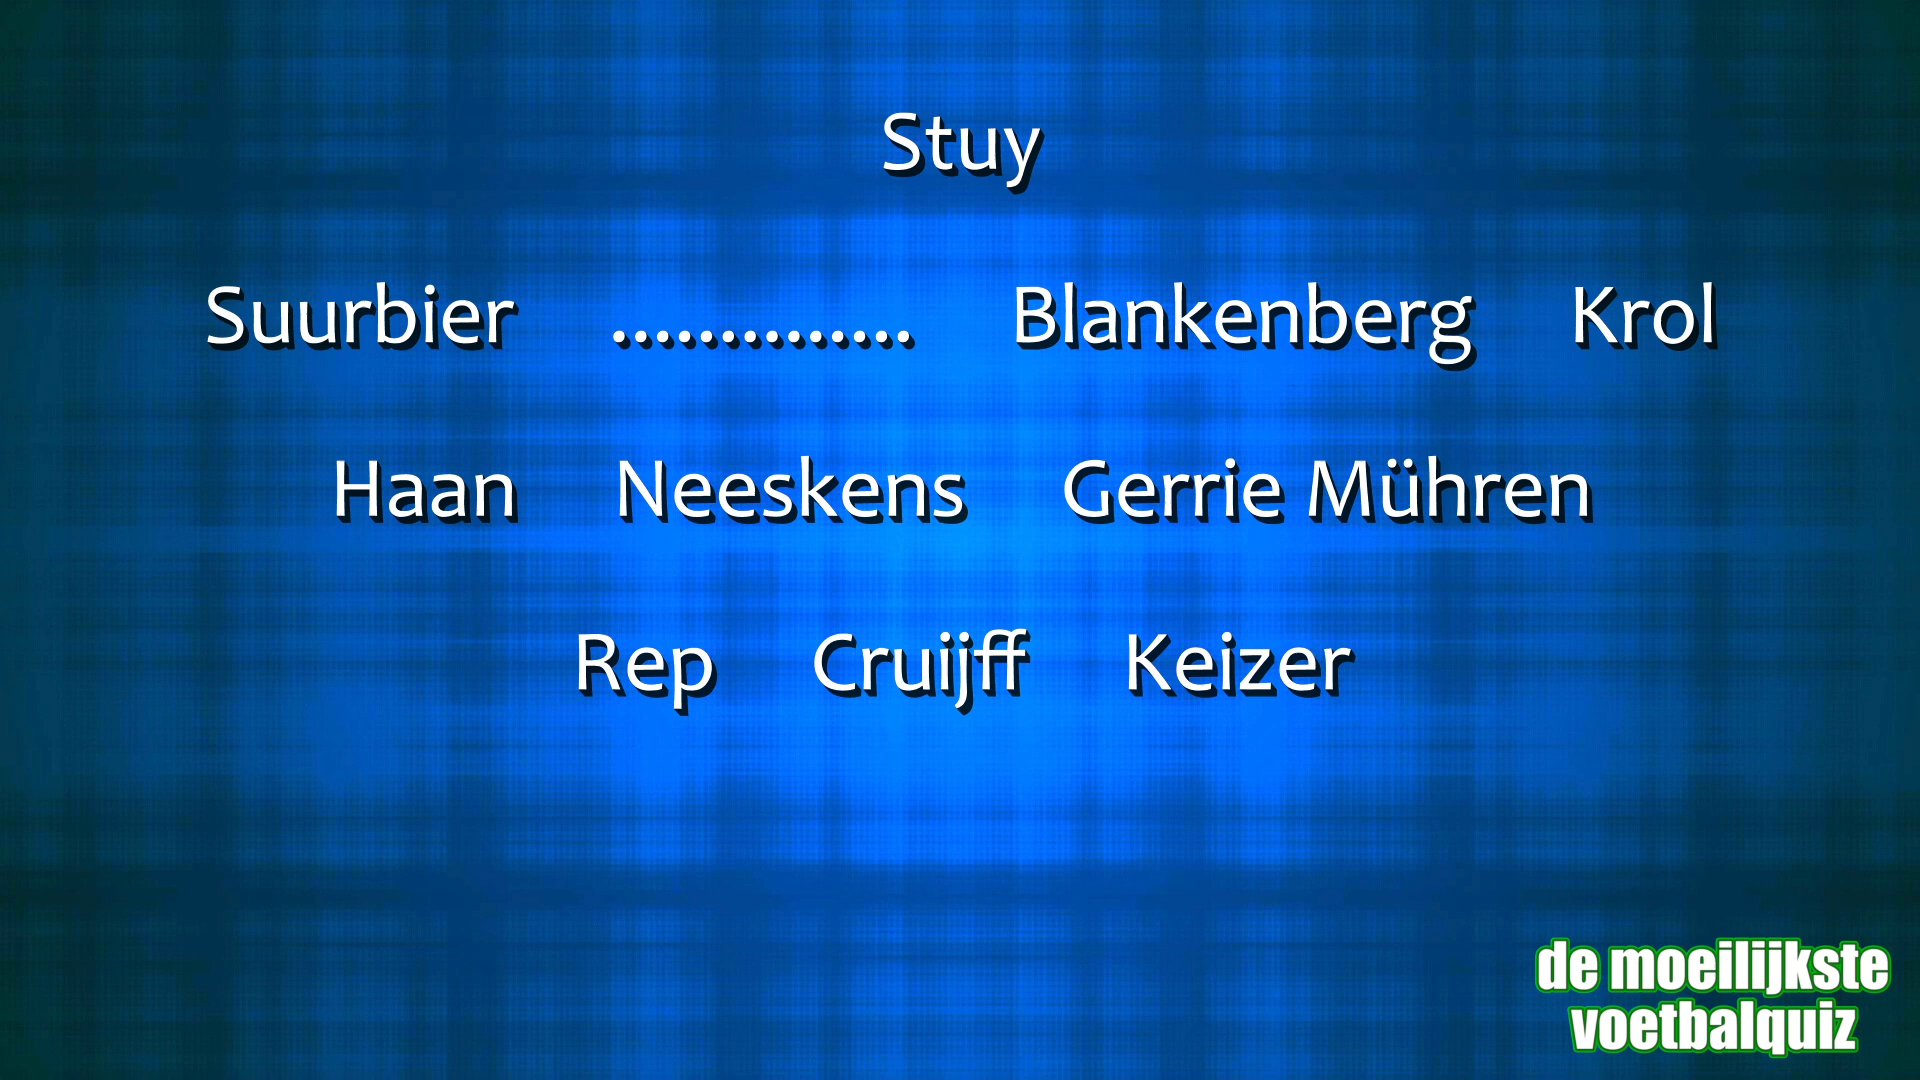 Stuy
Suurbier .............. Blankenberg Krol
Haan Neeskens Gerrie Mühren
Rep Cruijff Keizer
de moeilijkste
voetbalquiz